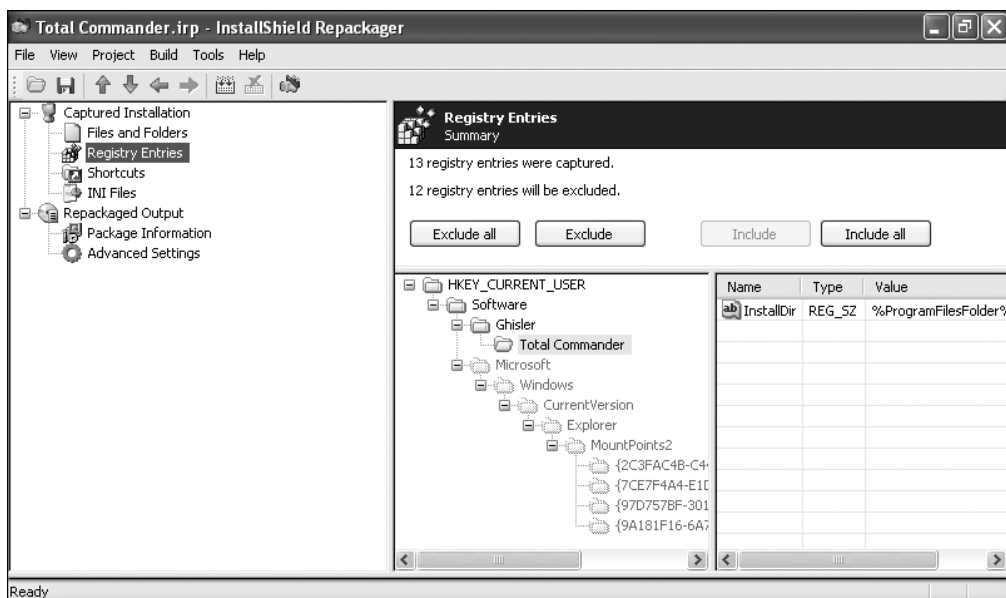 Total Commander.irp - InstallShield Repackager
File View Project Build Tools Help
Captured Installation
Files and Folders
Registry Entries
Shortcuts
INI Files
Repackaged Output
Package Information
Advanced Settings
Registry Entries
Summary
13 registry entries were captured.
12 registry entries will be excluded.
Exclude all Exclude Include Include all
HKEY_CURRENT_USER
Software
Ghisler
Total Commander
Microsoft
Windows
CurrentVersion
Explorer
MountPoints2
{2C3FAC4B-C4
{7CE7F4A4-E1D
{97D757BF-301
{9A181F16-6A7
Name Type Value
ab InstallDir REG_SZ %ProgramFilesFolder%
Ready